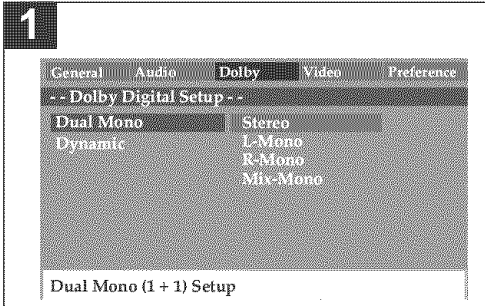 1
General Audio Dolby Video Preference
- - Dolby Digital Setup - -
Dual Mono Stereo
Dynamic L-Mono
R-Mono
Mix-Mono
Dual Mono (1 + 1) Setup